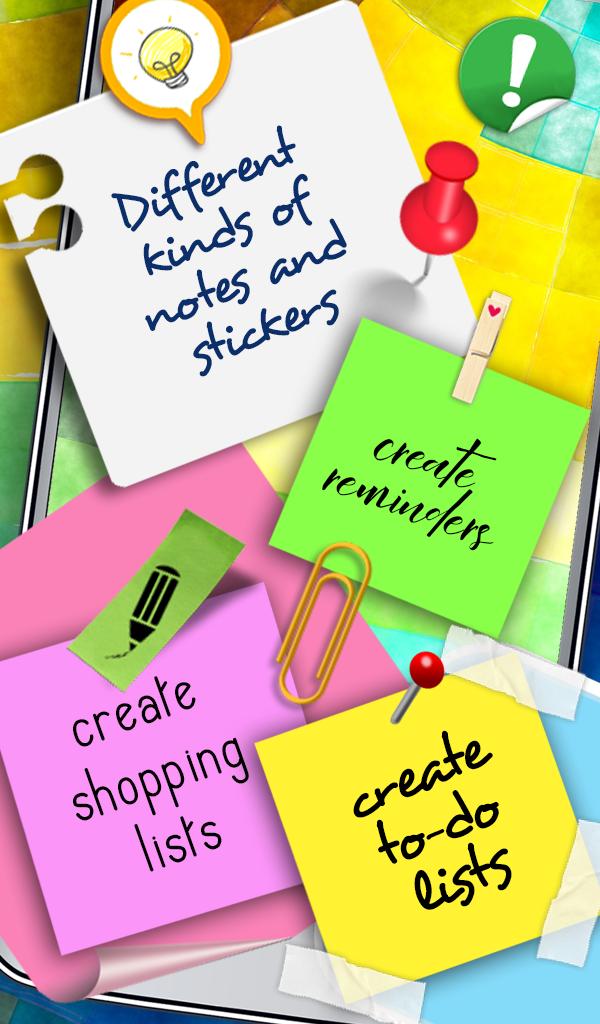 !
Different
kinds of
notes and
stickers
create
reminders
create
shopping
lists
create
to-do
lists